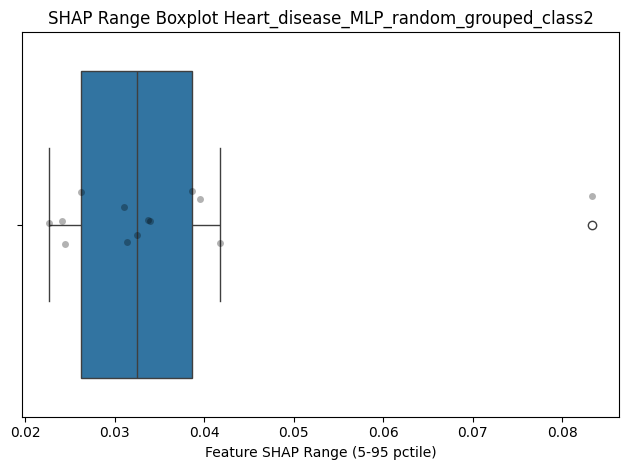 SHAP Range Boxplot Heart_disease_MLP_random_grouped_class2
0.02 0.03 0.04 0.05 0.06 0.07 0.08
Feature SHAP Range (5-95 pctile)